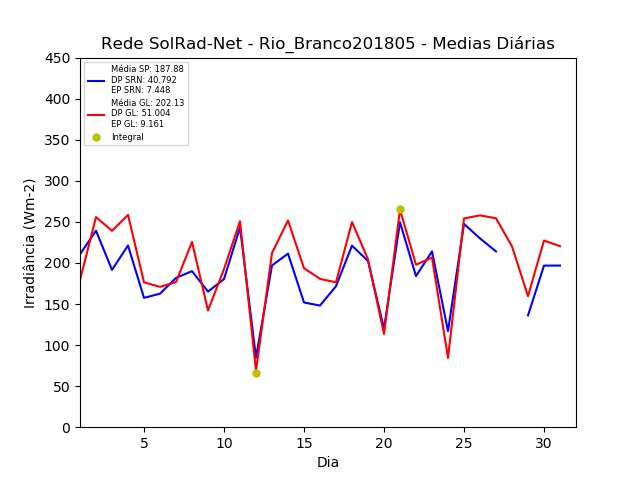 Rede SolRad-Net - Rio_Branco201805 - Medias Diárias
450
400
350
300
250
200
150
100
50
0
Irradiância (Wm-2)
Média SP: 187.88
DP SRN: 40.792
EP SRN: 7.448
Média GL: 202.13
DP GL: 51.004
EP GL: 9.161
Integral
5
10
15
20
25
30
Dia